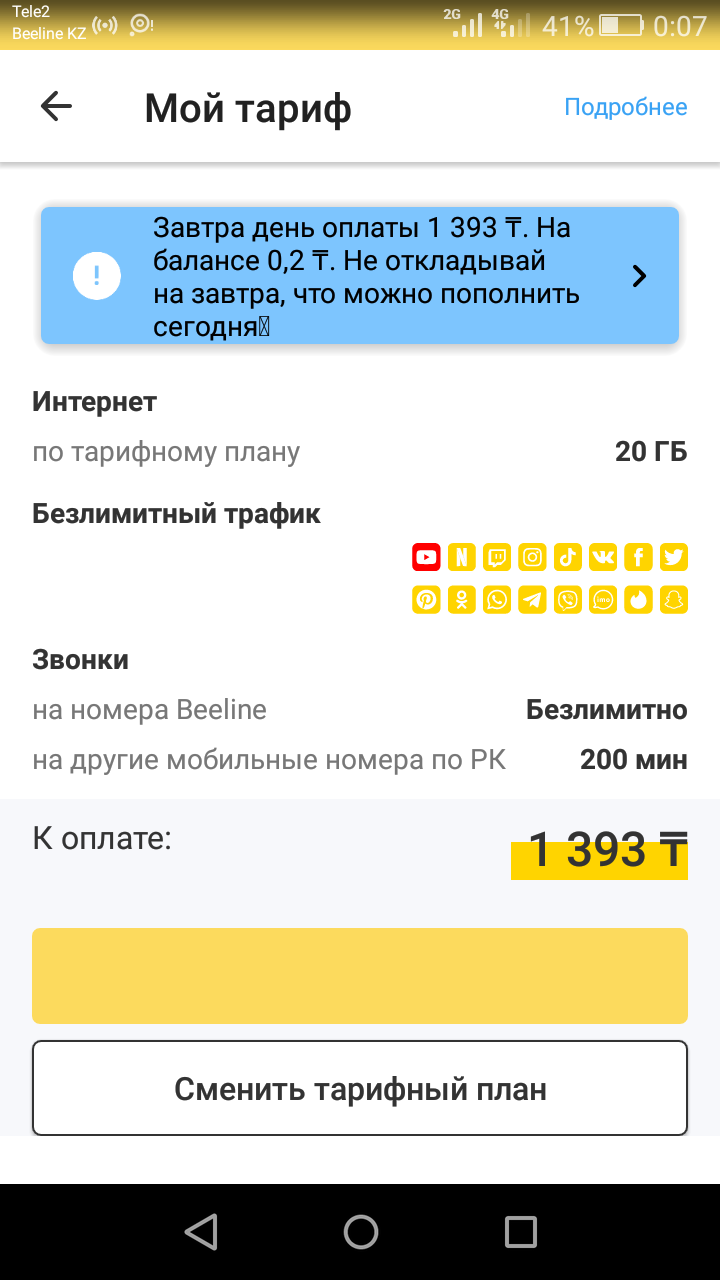 Tele2
Beeline KZ
2G 4G 41% 0:07
Мой тариф
Подробнее
Завтра день оплаты 1 393 ₸. На
балансе 0,2 ₸. Не откладывай
на завтра, что можно пополнить
сегодня
Интернет
по тарифному плану 20 ГБ
Безлимитный трафик
Звонки
на номера Beeline Безлимитно
на другие мобильные номера по РК 200 мин
К оплате: 1 393 ₸
Сменить тарифный план